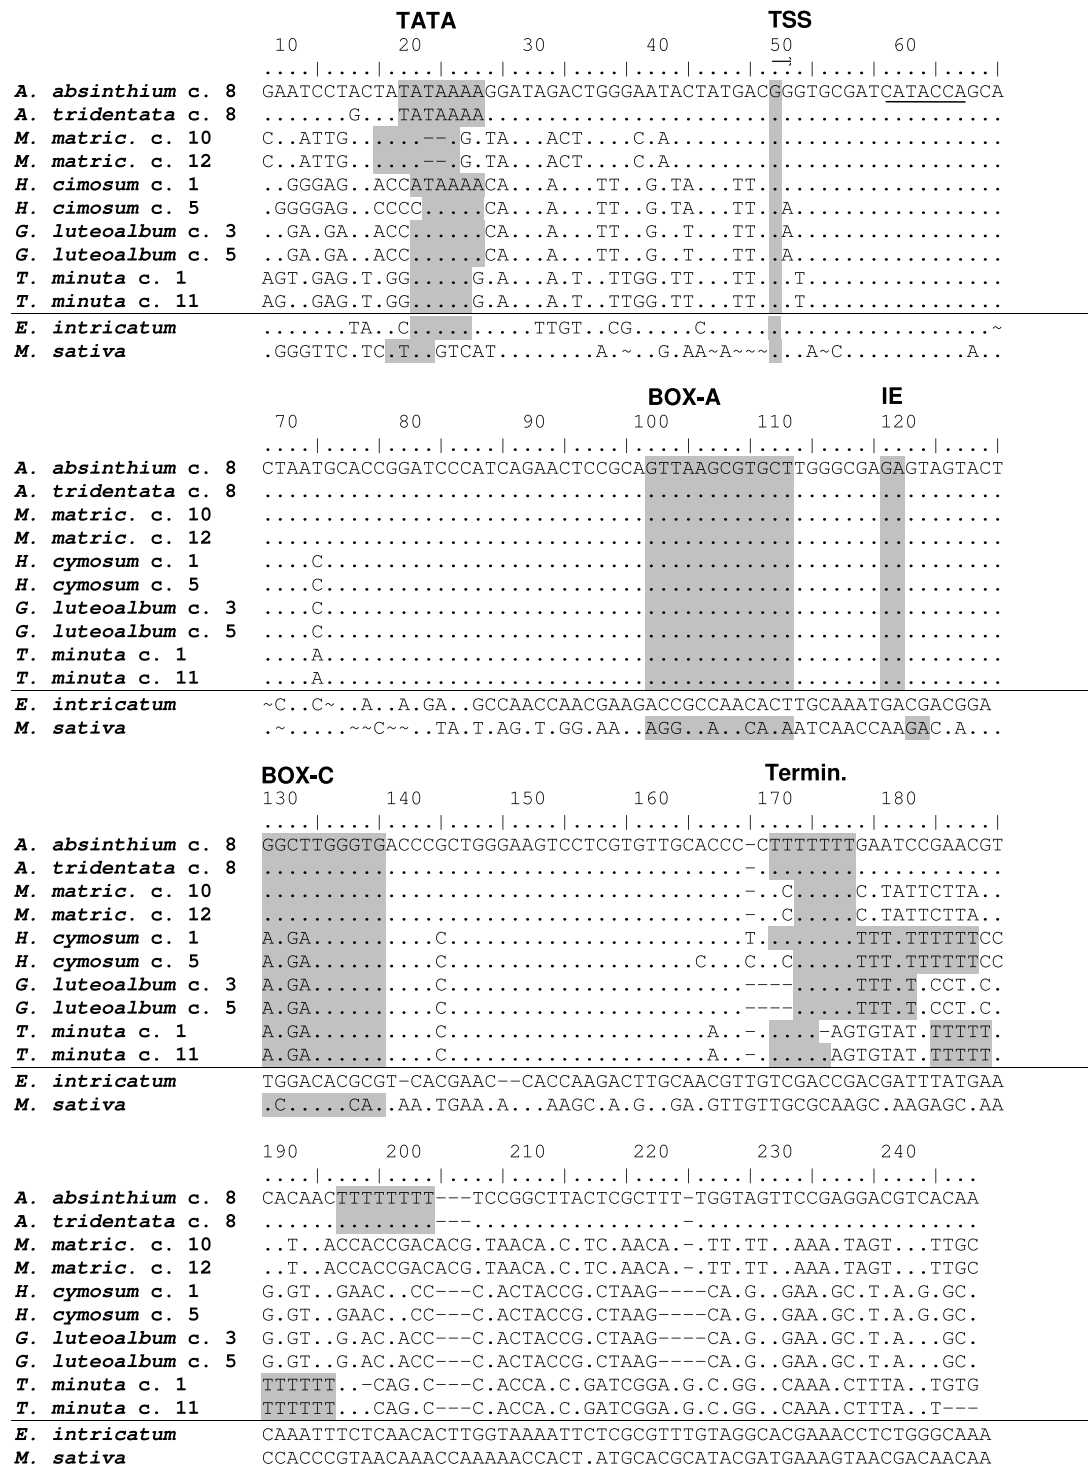 TATA TSS
10 20 30 40 50 60
....|....|....|....|....|....|....|....|....|....|....|....|
A. absinthium c. 8 GAATCCTACTATATAAAAGGATAGACTGGGAATACTATGACGGGTGCGATCATACCAGCA
A. tridentata c. 8 .......G...TATAAAA..........................................
M. matric. c. 10 C..ATTG......--.G.TA...ACT....C.A...........................
M. matric. c. 12 C..ATTG......--.G.TA...ACT....C.A...........................
H. cimosum c. 1 ..GGGAG..ACCATAAAACA...A...TT..G.TA...TT....................
H. cimosum c. 5 .GGGGAG..CCCC.....CA...A...TT..G.TA...TT..A.................
G. luteoalbum c. 3 ..GA.GA..ACC......CA...A...TT..G..T...TT..A.................
G. luteoalbum c. 5 ..GA.GA..ACC......CA...A...TT..G..T...TT..A.................
T. minuta c. 1 AGT.GAG.T.GG.....G.A...A.T..TTGG.TT...TT...T................
T. minuta c. 11 AG..GAG.T.GG.....G.A...A.T..TTGG.TT...TT...T................
E. intricatum .......TA..C..........TTGT..CG.....C.......................~
M. sativa .GGGTTC.TC.T..GTCAT........A.~..G.AA~A~~~...A~C..........A..
BOX-A IE
70 80 90 100 110 120
....|....|....|....|....|....|....|....|....|....|....|....|
A. absinthium c. 8 CTAATGCACCGGATCCCATCAGAACTCCGCAGTTAAGCGTGCTTGGGCGAGAGTAGTACT
A. tridentata c. 8 ............................................................
M. matric. c. 10 ............................................................
M. matric. c. 12 ............................................................
H. cymosum c. 1 ....C.......................................................
H. cymosum c. 5 ....C.......................................................
G. luteoalbum c. 3 ....C.......................................................
G. luteoalbum c. 5 ....C.......................................................
T. minuta c. 1 ....A.......................................................
T. minuta c. 11 ....A.......................................................
E. intricatum ~C..C~..A..A.GA..GCCAACCAACGAAGACCGCCAACACTTGCAAATGACGACGGA
M. sativa .~.....~~C~~..TA.T.AG.T.GG.AA..AGG..A..CA.AATCAACCAAGAC.A...
BOX-C Termin.
130 140 150 160 170 180
....|....|....|....|....|....|....|....|....|....|....|....|
A. absinthium c. 8 GGCTTGGGTGACCCGCTGGGAAGTCCTCGTGTTGCACCC-CTTTTTTTGAATCCGAACGT
A. tridentata c. 8 .......................................-....................
M. matric. c. 10 .......................................-..C.....C.TATTCTTA..
M. matric. c. 12 .......................................-..C.....C.TATTCTTA..
H. cymosum c. 1 A.GA..........C........................T........TTT.TTTTTTCC
H. cymosum c. 5 A.GA..........C....................C...C..C.....TTT.TTTTTTCC
G. luteoalbum c. 3 A.GA..........C........................----.....TTT.T.CCT.C.
G. luteoalbum c. 5 A.GA..........C........................----.....TTT.T.CCT.C.
T. minuta c. 1 A.GA..........C.....................A..-.....-AGTGTAT.TTTTT.
T. minuta c. 11 A.GA..........C.....................A..-......AGTGTAT.TTTTT.
E. intricatum TGGACACGCGT-CACGAAC--CACCAAGACTTGCAACGTTGTCGACCGACGATTTATGAA
M. sativa .C.....CA..AA.TGAA.A...AAGC.A.G..GA.GTTGTTGCGCAAGC.AAGAGC.AA
190 200 210 220 230 240
....|....|....|....|....|....|....|....|....|....|....|...
A. absinthium c. 8 CACAACTTTTTTTT---TCCGGCTTACTCGCTTT-TGGTAGTTCCGAGGACGTCACAA
A. tridentata c. 8 ..............---.................-.......................
M. matric. c. 10 ..T..ACCACCGACACG.TAACA.C.TC.AACA.-.TT.TT..AAA.TAGT...TTGC
M. matric. c. 12 ..T..ACCACCGACACG.TAACA.C.TC.AACA.-.TT.TT..AAA.TAGT...TTGC
H. cymosum c. 1 G.GT..GAAC..CC---C.ACTACCG.CTAAG----CA.G..GAA.GC.T.A.G.GC.
H. cymosum c. 5 G.GT..GAAC..CC---C.ACTACCG.CTAAG----CA.G..GAA.GC.T.A.G.GC.
G. luteoalbum c. 3 G.GT..G.AC.ACC---C.ACTACCG.CTAAG----CA.G..GAA.GC.T.A...GC.
G. luteoalbum c. 5 G.GT..G.AC.ACC---C.ACTACCG.CTAAG----CA.G..GAA.GC.T.A...GC.
T. minuta c. 1 TTTTTT..-CAG.C---C.ACCA.C.GATCGGA.G.C.GG..CAAA.CTTTA..TGTG
T. minuta c. 11 TTTTTT...CAG.C---C.ACCA.C.GATCGGA.G.C.GG..CAAA.CTTTA..T---
E. intricatum CAAATTTCTCAACACTTGGTAAAATTCTCGCGTTTGTAGGCACGAAACCTCTGGGCAAA
M. sativa CCACCCGTAACAAACCAAAAACCACT.ATGCACGCATACGATGAAAGTAACGACAACAA